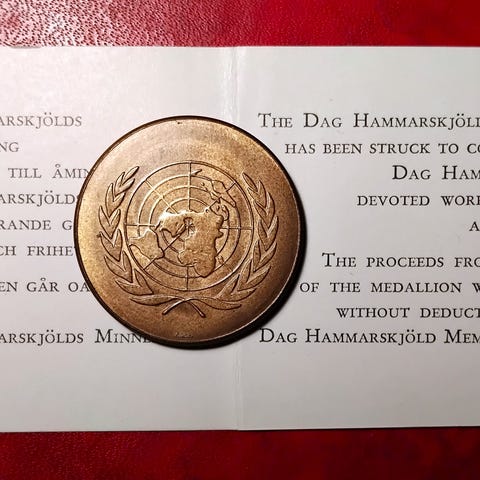 ARSKJÖLDS
NG
TILL ÅMIN
ARSKJÖLDS
RANDE G
CH FRIHE
EN GÅR OA
ARSKJÖLDS MINNE
THE DAG HAMMARSKJÖLD
HAS BEEN STRUCK TO CO
DAG HAM
DEVOTED WOR
A
THE PROCEEDS FRO
OF THE MEDALLION W
WITHOUT DEDUCT
DAG HAMMARSKJÖLD MEM